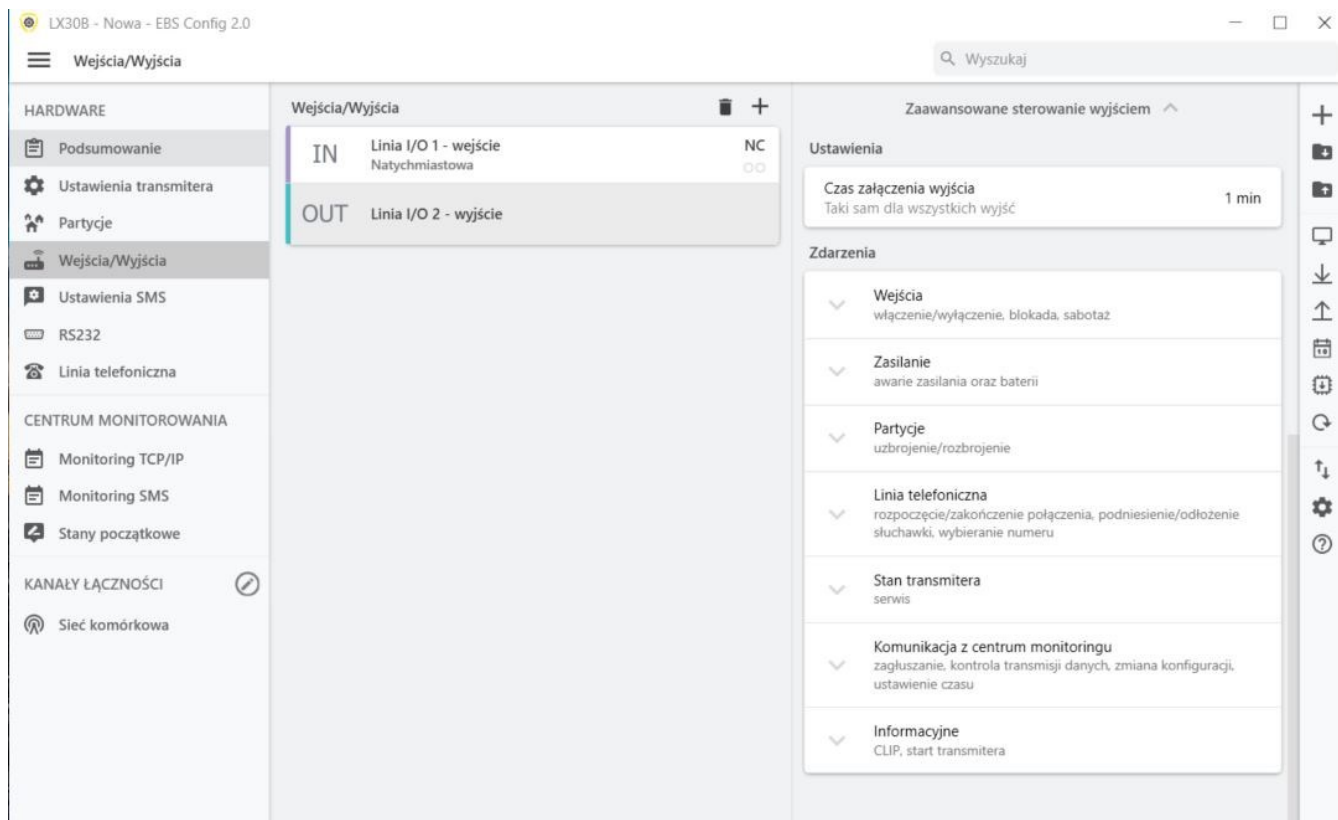 LX30B - Nowa - EBS Config 2.0
Wejścia/Wyjścia
Wyszukaj
HARDWARE
Podsumowanie
Ustawienia transmitera
Partycje
Wejścia/Wyjścia
Ustawienia SMS
RS232
Linia telefoniczna
CENTRUM MONITOROWANIA
Monitoring TCP/IP
Monitoring SMS
Stany początkowe
KANAŁY ŁĄCZNOŚCI
Sieć komórkowa
Wejścia/Wyjścia
IN
Linia I/O 1 - wejście
Natychmiastowa
NC
OUT
Linia I/O 2 - wyjście
Zaawansowane sterowanie wyjściem
Ustawienia
Czas załączenia wyjścia
Taki sam dla wszystkich wyjść
1 min
Zdarzenia
Wejścia
włączenie/wyłączenie, blokada, sabotaż
Zasilanie
awarie zasilania oraz baterii
Partycje
uzbrojenie/rozbrojenie
Linia telefoniczna
rozpoczęcie/zakończenie połączenia, podniesienie/odłożenie
słuchawki, wybieranie numeru
Stan transmitera
serwis
Komunikacja z centrum monitoringu
zagłuszanie, kontrola transmisji danych, zmiana konfiguracji,
ustawienie czasu
Informacyjne
CLIP, start transmitera